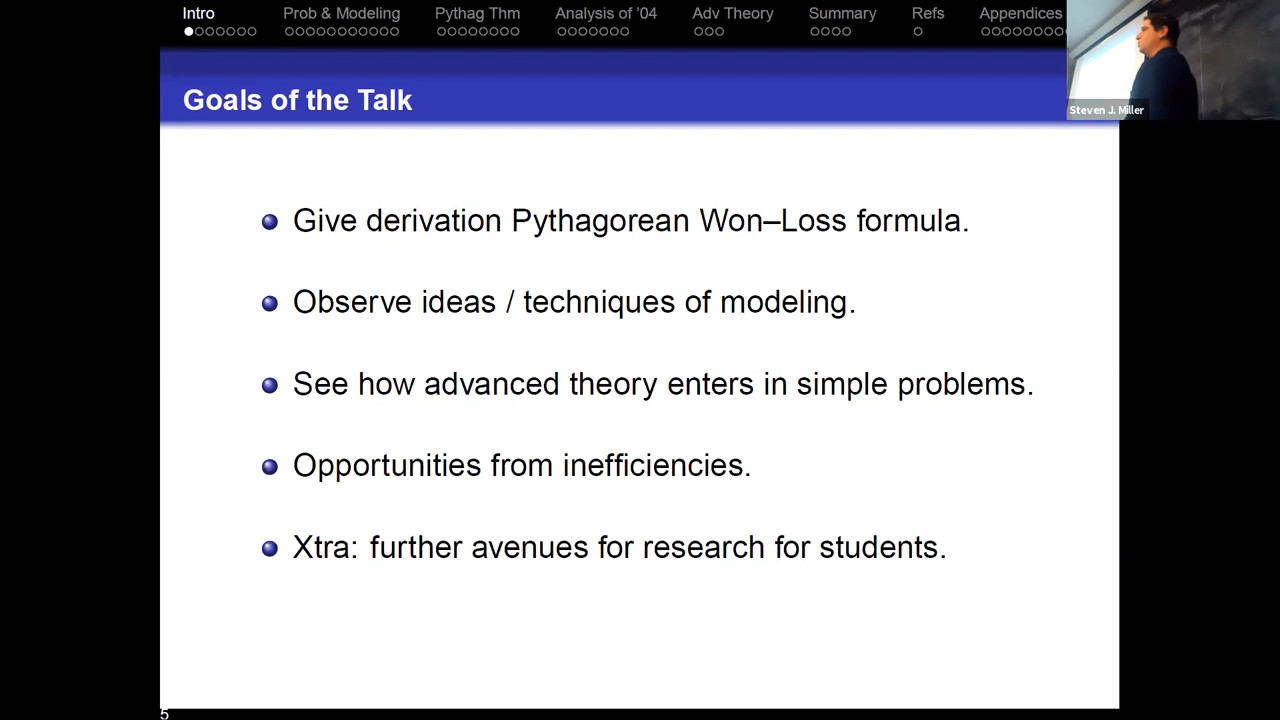 Intro Prob & Modeling Pythag Thm Analysis of '04 Adv Theory Summary Refs Appendices
Steven J. Miller
Goals of the Talk
Give derivation Pythagorean Won–Loss formula.
Observe ideas / techniques of modeling.
See how advanced theory enters in simple problems.
Opportunities from inefficiencies.
Xtra: further avenues for research for students.
5